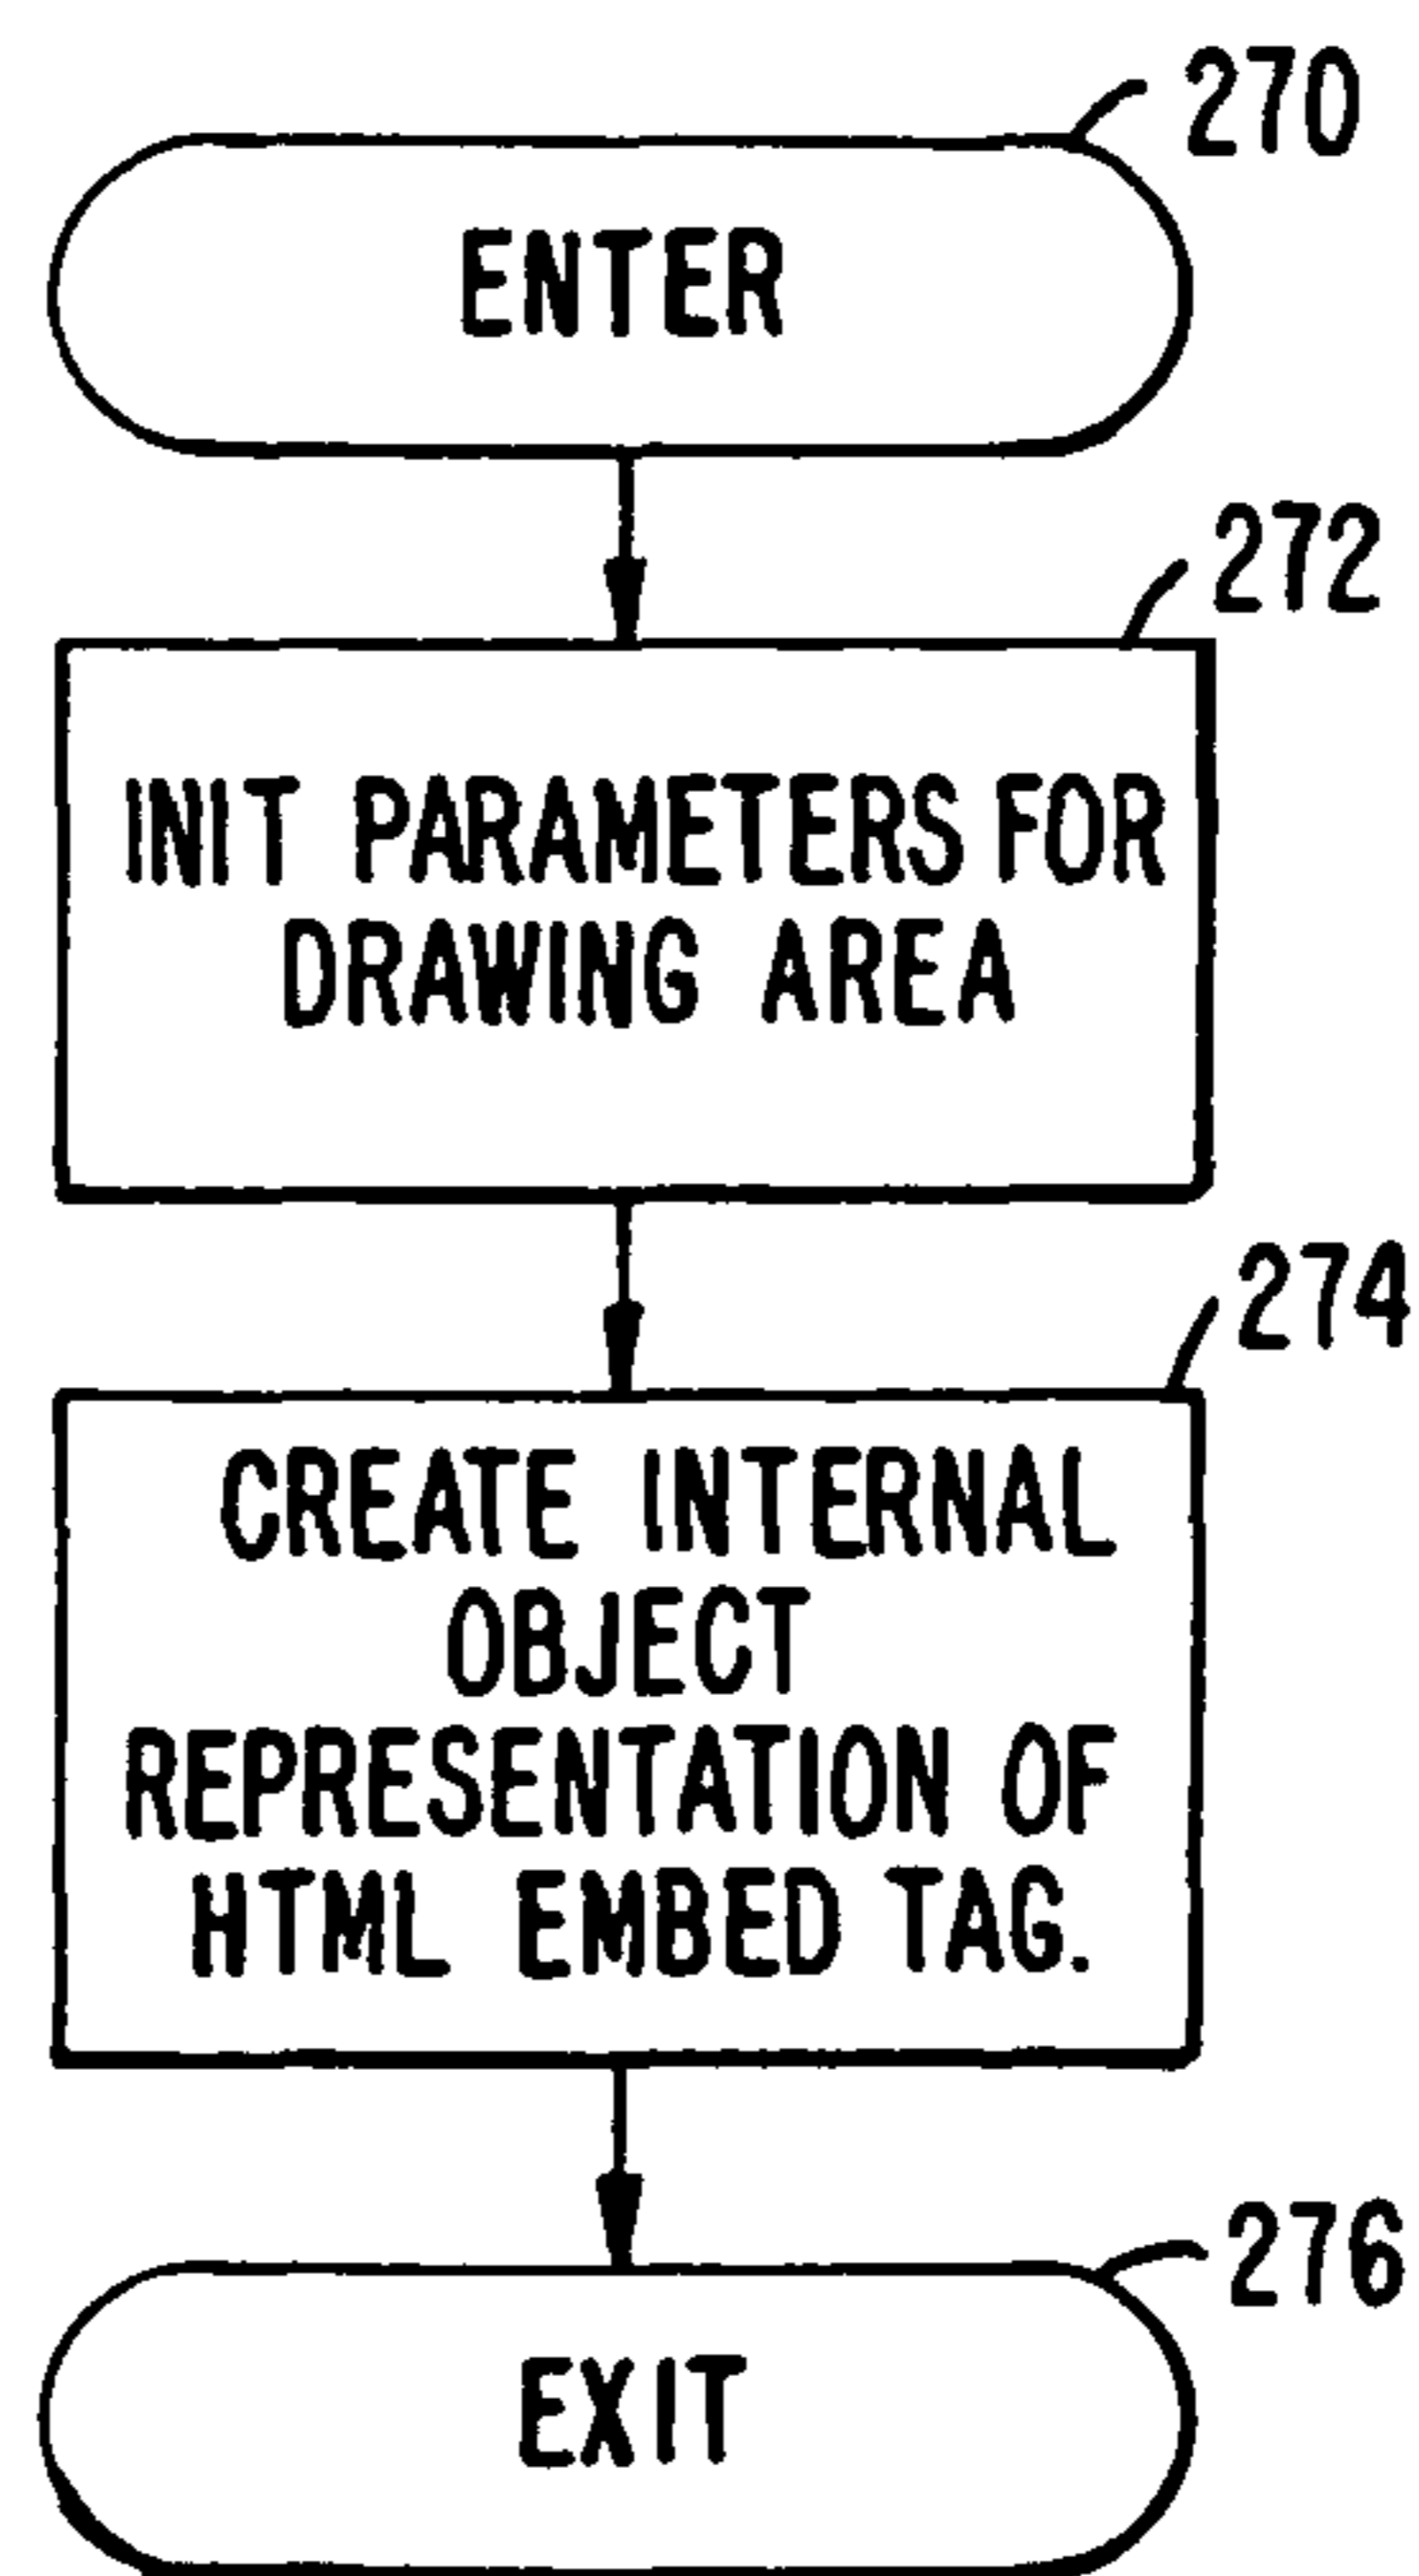 270
ENTER
272
INIT PARAMETERS FOR
DRAWING AREA
274
CREATE INTERNAL
OBJECT
REPRESENTATION OF
HTML EMBED TAG.
276
EXIT